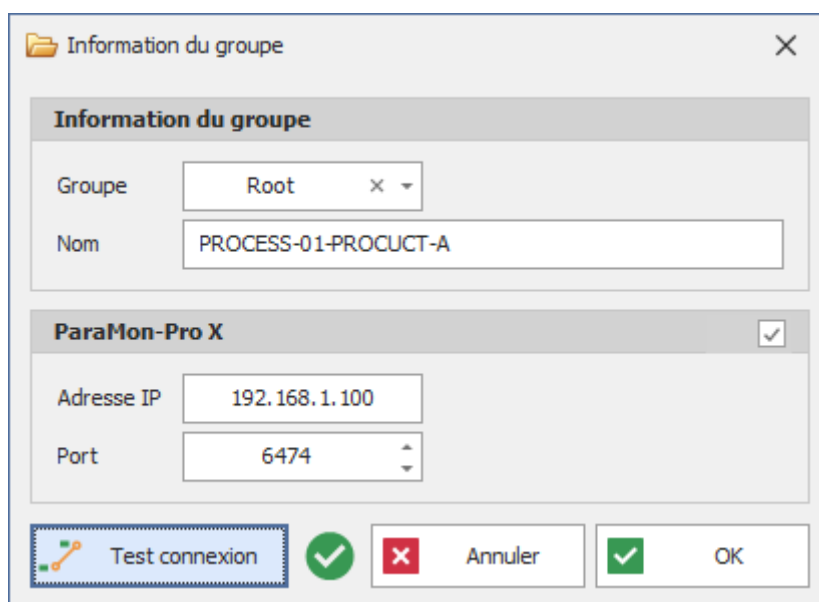 Information du groupe
Information du groupe
Groupe Root
Nom PROCESS-01-PROCUCT-A
ParaMon-Pro X
Adresse IP 192.168.1.100
Port 6474
Test connexion Annuler OK